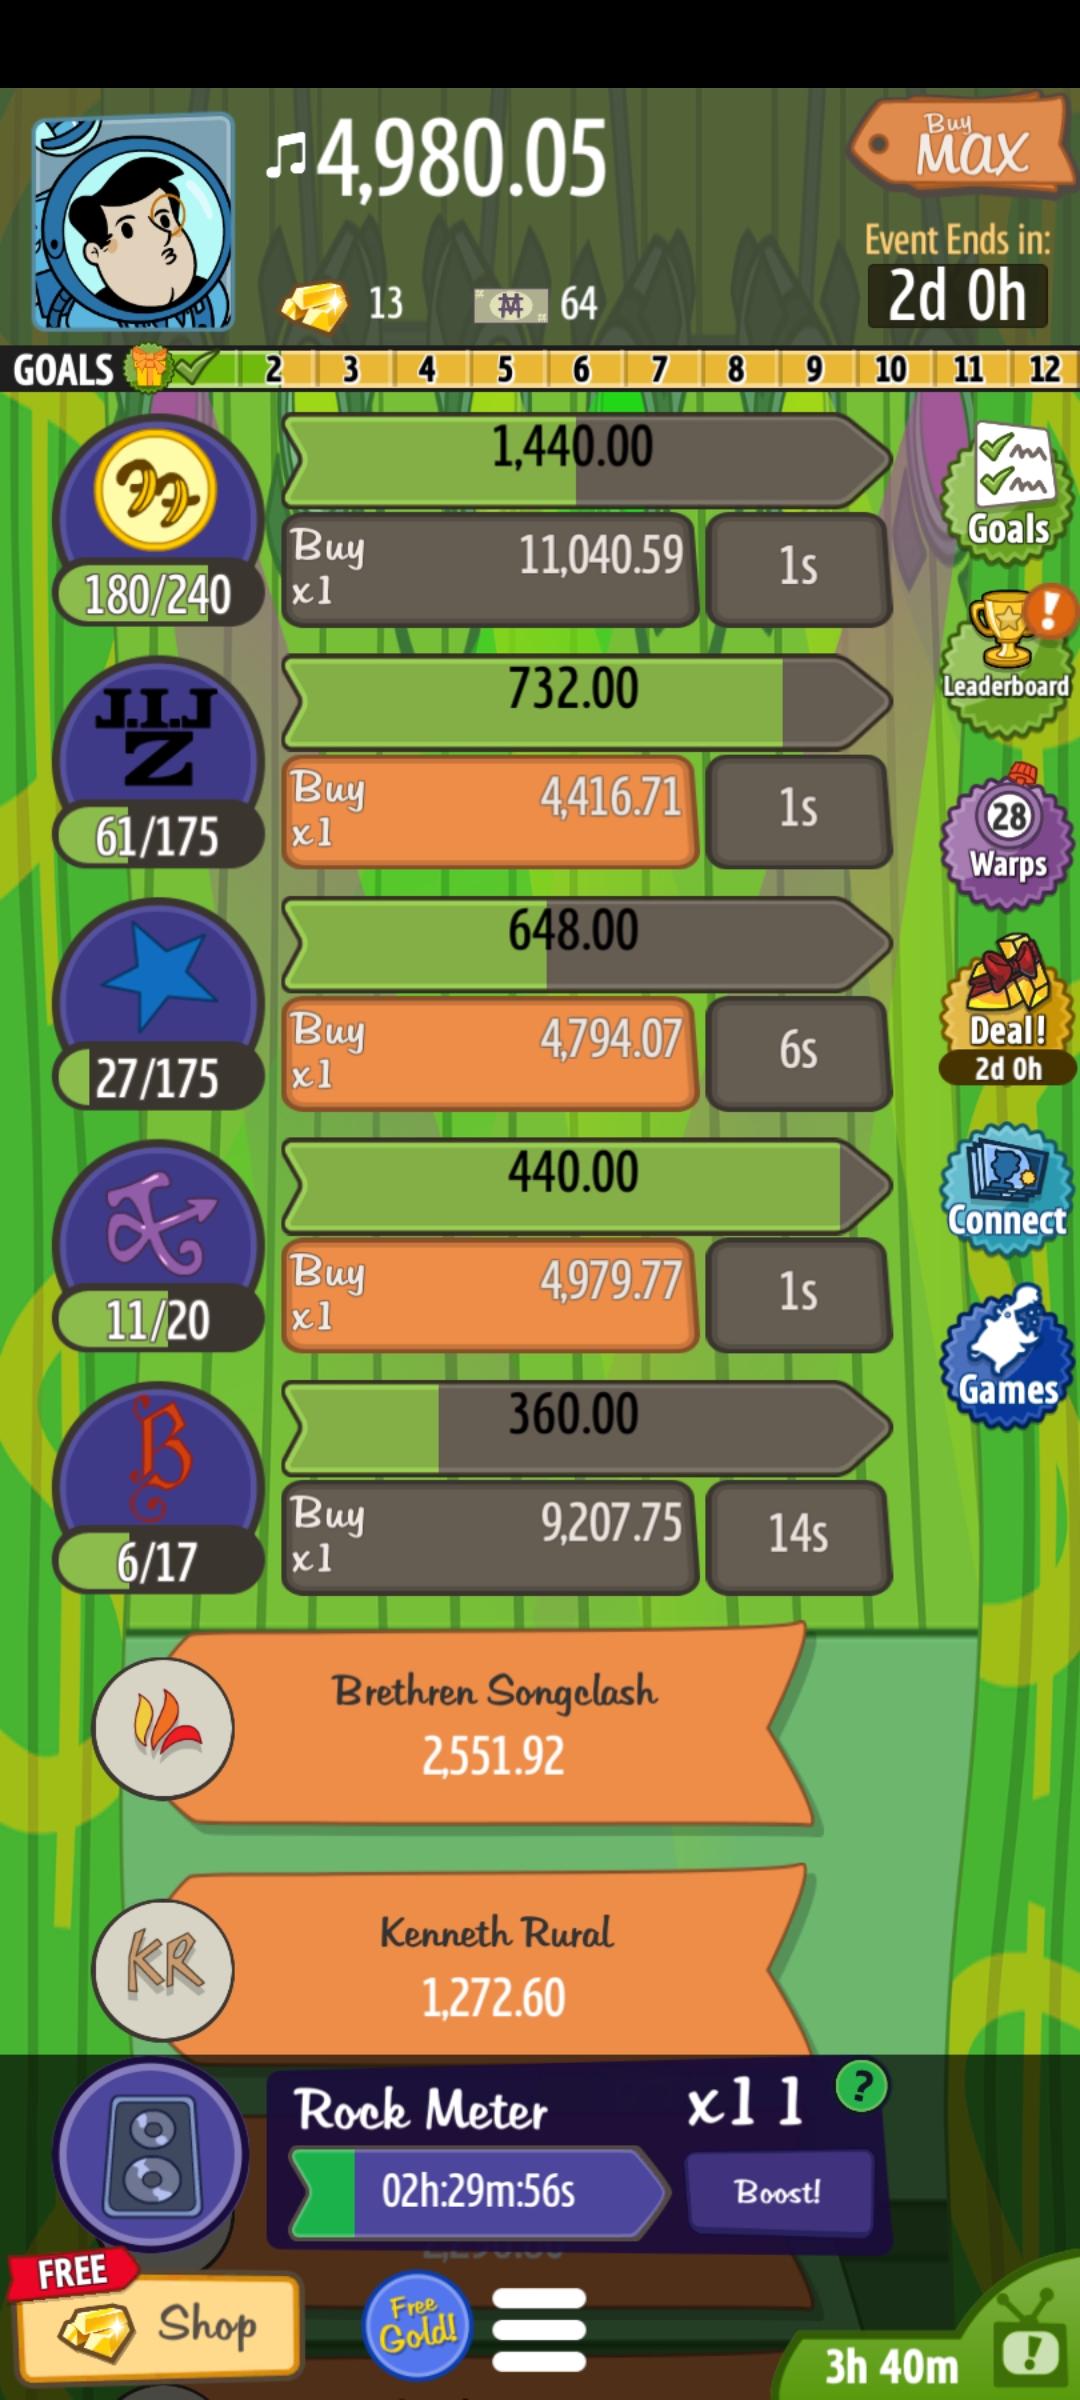 ♫4,980.05
Buy
MAX
Event Ends in:
2d 0h
13
64
GOALS 2 3 4 5 6 7 8 9 10 11 12
1,440.00
Buy
x1
11,040.59
1s
180/240
Goals
J.I.J
Z
732.00
Buy
x1
4,416.71
1s
61/175
!
Leaderboard
28
Warps
648.00
Buy
x1
4,794.07
6s
27/175
Deal!
2d 0h
440.00
Buy
x1
4,979.77
1s
11/20
Connect
B
360.00
Buy
x1
9,207.75
14s
6/17
Games
Brethren Songclash
2,551.92
KR
Kenneth Rural
1,272.60
Rock Meter
x11
?
02h:29m:56s
Boost!
FREE
Shop
Free
Gold!
3h 40m
!